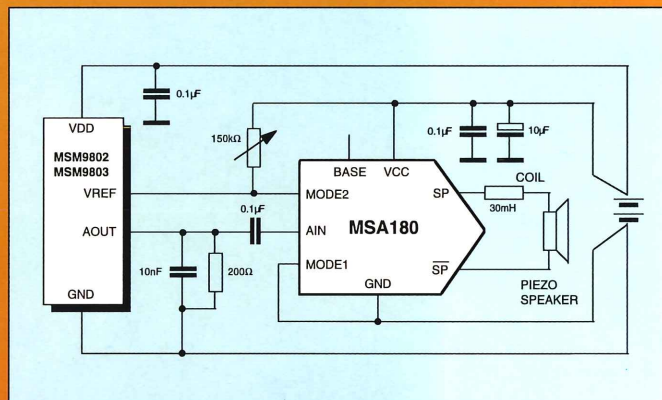 0.1µF
VDD
MSM9802
MSM9803
VREF
AOUT
GND
150kΩ
0.1µF
10nF
200Ω
BASE
VCC
MODE2
AIN
MODE1
MSA180
GND
SP
SP
0.1µF
10µF
COIL
30mH
PIEZO
SPEAKER